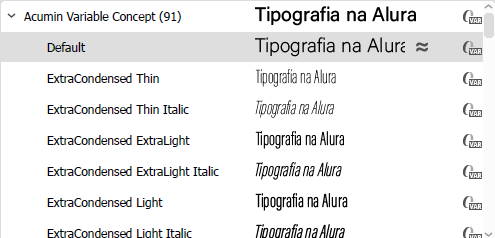 Acumin Variable Concept (91) Tipografia na Alura
Default Tipografia na Alura
ExtraCondensed Thin Tipografia na Alura
ExtraCondensed Thin Italic Tipografia na Alura
ExtraCondensed ExtraLight Tipografia na Alura
ExtraCondensed ExtraLight Italic Tipografia na Alura
ExtraCondensed Light Tipografia na Alura
ExtraCondensed Light Italic Tipografia na Alura